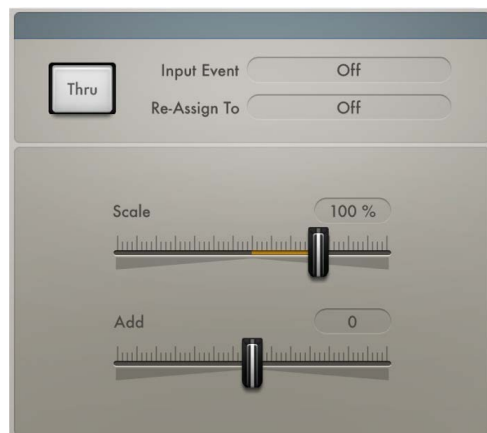 Thru
Input Event Off
Re-Assign To Off
Scale 100 %
Add 0